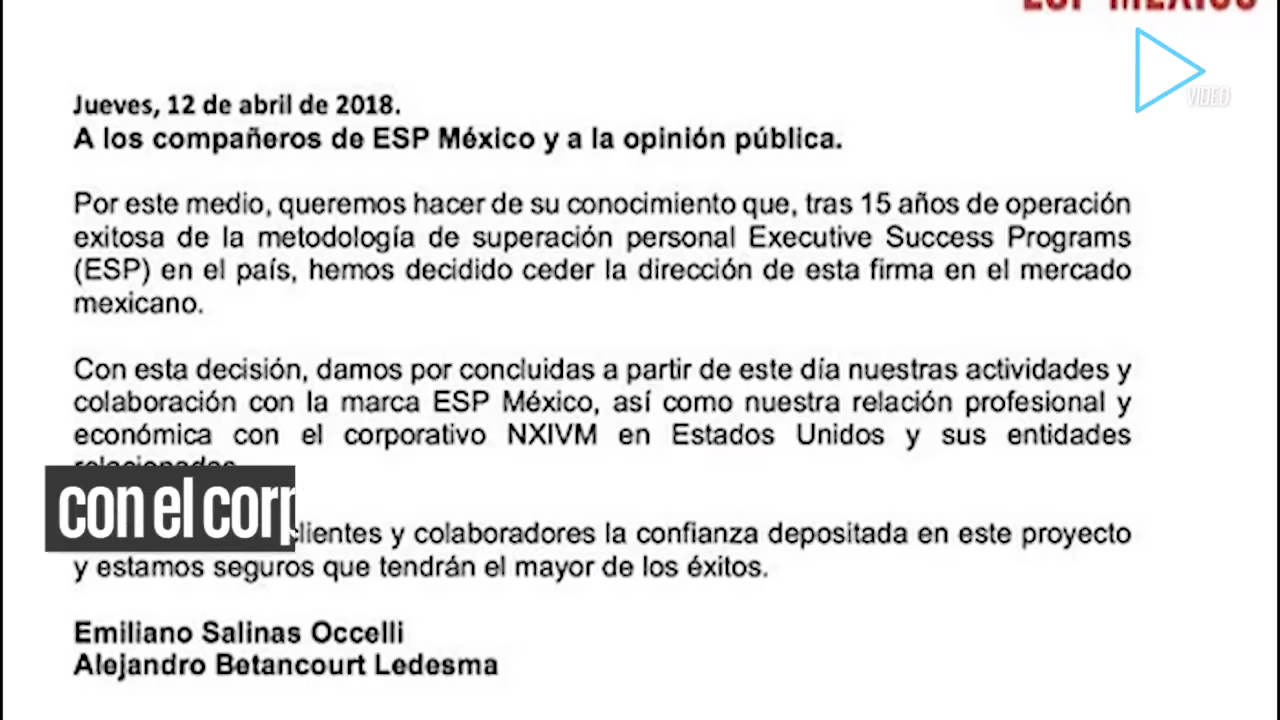 ESP MÉXICO
VIDEO
Jueves, 12 de abril de 2018.
A los compañeros de ESP México y a la opinión pública.
Por este medio, queremos hacer de su conocimiento que, tras 15 años de operación
exitosa de la metodología de superación personal Executive Success Programs
(ESP) en el país, hemos decidido ceder la dirección de esta firma en el mercado
mexicano.
Con esta decisión, damos por concluidas a partir de este día nuestras actividades y
colaboración con la marca ESP México, así como nuestra relación profesional y
económica con el corporativo NXIVM en Estados Unidos y sus entidades
relacionadas.
con el corp
clientes y colaboradores la confianza depositada en este proyecto
y estamos seguros que tendrán el mayor de los éxitos.
Emiliano Salinas Occelli
Alejandro Betancourt Ledesma